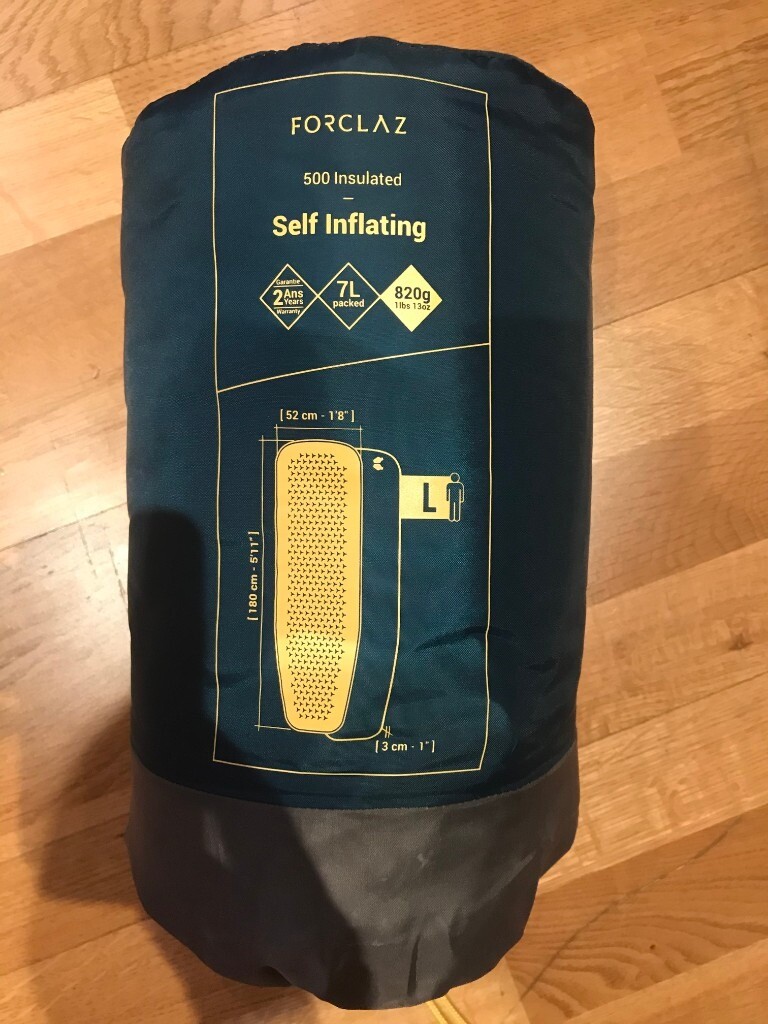 FORCLAZ
500 Insulated
–
Self Inflating
Garantie
2 Ans
Years
Warranty
7L
packed
820g
1lbs 13oz
[ 52 cm - 1'8" ]
L
[ 180 cm - 5'11" ]
[ 3 cm - 1" ]